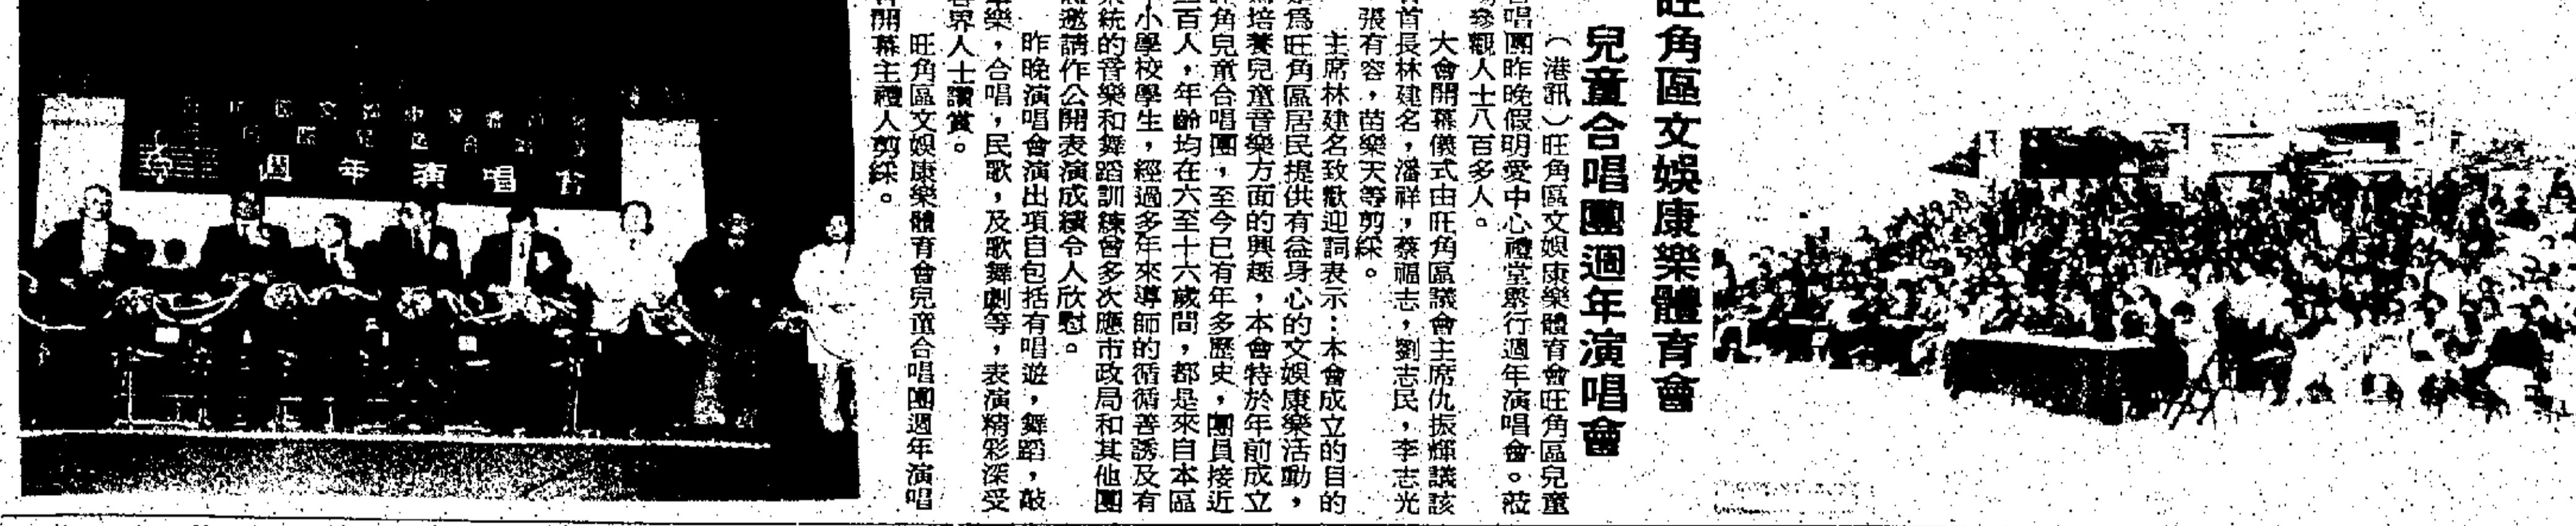 旺角區文娛康樂體育會
兒童合唱團週年演唱會
（港訊）旺角區文娛康樂體育會旺角區兒童
合唱團昨晚假明愛中心禮堂舉行週年演唱會。蒞
場參觀人士八百多人。
大會開幕儀式由旺角區議會主席仇振輝議該
會首長林建名，潘祥，蔡福志，劉志民，李志光
，張有容，苗樂天等剪綵。
主席林建名致歡迎詞表示：本會成立的目的
是爲旺角區居民提供有益身心的文娛康樂活動，
爲培養兒童音樂方面的興趣，本會特於年前成立
旺角兒童合唱團，至今已有年多歷史，團員接近
百人，年齡均在六至十六歲間，都是來自本區
小學校學生，經過多年來導師的循循善誘及有
系統的音樂和舞蹈訓練曾多次應市政局和其他團
體邀請作公開表演成績令人欣慰。
昨晚演唱會演出項目包括有唱遊，舞蹈，敲
樂，合唱，民歌，及歌舞劇等，表演精彩深受
各界人士讚賞。
旺角區文娛康樂體育會兒童合唱團週年演唱
會開幕主禮人剪綵。
週年演唱會